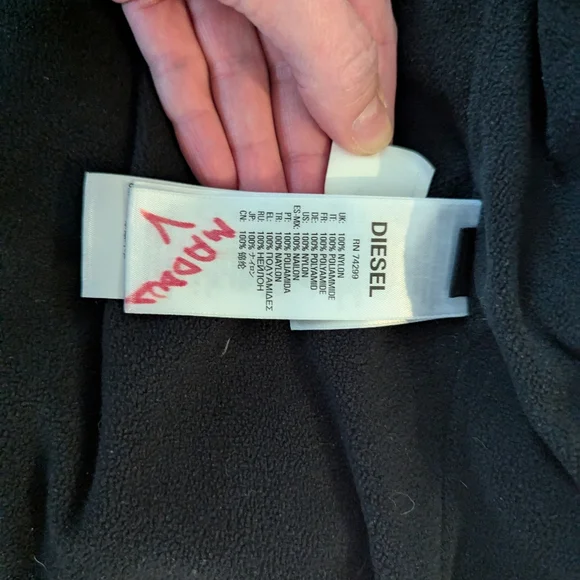 DIESEL
RN 74299
UK: 100% NYLON
IT: 100% POLIAMMIDE
FR: 100% POLYAMIDE
DE: 100% POLYAMID
US: 100% NYLON
ES-MX: 100% NAILON
PT: 100% POLIAMIDA
TR: 100% NAYLON
EL: 100% ΠΟΛΥΑΜΙΔΕΣ
RU: 100% НЕЙЛОН
JP: 100% ナイロン
CN: 100% 锦纶